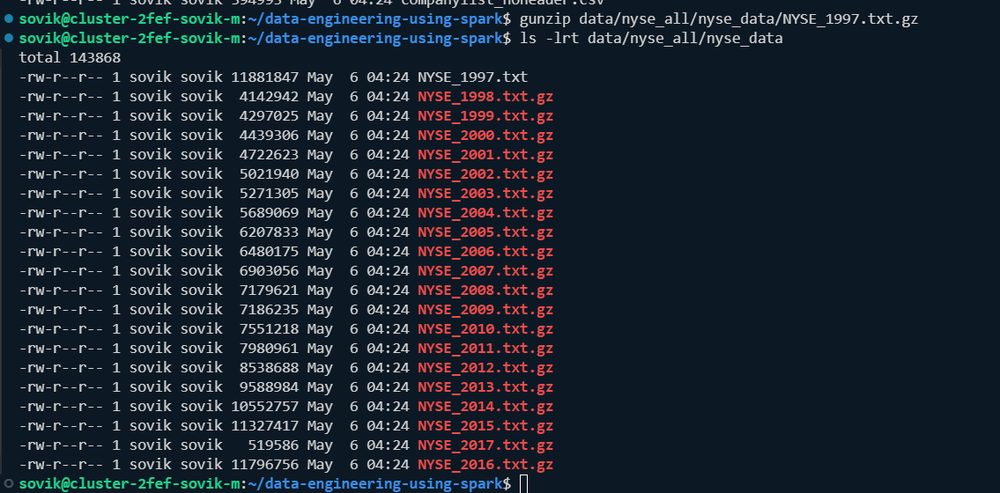 sovik@cluster-2fef-sovik-m:~/data-engineering-using-spark$ gunzip data/nyse_all/nyse_data/NYSE_1997.txt.gz
sovik@cluster-2fef-sovik-m:~/data-engineering-using-spark$ ls -lrt data/nyse_all/nyse_data
total 143868
-rw-r--r-- 1 sovik sovik 11881847 May  6 04:24 NYSE_1997.txt
-rw-r--r-- 1 sovik sovik  4142942 May  6 04:24 NYSE_1998.txt.gz
-rw-r--r-- 1 sovik sovik  4297025 May  6 04:24 NYSE_1999.txt.gz
-rw-r--r-- 1 sovik sovik  4439306 May  6 04:24 NYSE_2000.txt.gz
-rw-r--r-- 1 sovik sovik  4722623 May  6 04:24 NYSE_2001.txt.gz
-rw-r--r-- 1 sovik sovik  5021940 May  6 04:24 NYSE_2002.txt.gz
-rw-r--r-- 1 sovik sovik  5271305 May  6 04:24 NYSE_2003.txt.gz
-rw-r--r-- 1 sovik sovik  5689069 May  6 04:24 NYSE_2004.txt.gz
-rw-r--r-- 1 sovik sovik  6207833 May  6 04:24 NYSE_2005.txt.gz
-rw-r--r-- 1 sovik sovik  6480175 May  6 04:24 NYSE_2006.txt.gz
-rw-r--r-- 1 sovik sovik  6903056 May  6 04:24 NYSE_2007.txt.gz
-rw-r--r-- 1 sovik sovik  7179621 May  6 04:24 NYSE_2008.txt.gz
-rw-r--r-- 1 sovik sovik  7186235 May  6 04:24 NYSE_2009.txt.gz
-rw-r--r-- 1 sovik sovik  7551218 May  6 04:24 NYSE_2010.txt.gz
-rw-r--r-- 1 sovik sovik  7980961 May  6 04:24 NYSE_2011.txt.gz
-rw-r--r-- 1 sovik sovik  8538688 May  6 04:24 NYSE_2012.txt.gz
-rw-r--r-- 1 sovik sovik  9588984 May  6 04:24 NYSE_2013.txt.gz
-rw-r--r-- 1 sovik sovik 10552757 May  6 04:24 NYSE_2014.txt.gz
-rw-r--r-- 1 sovik sovik 11327417 May  6 04:24 NYSE_2015.txt.gz
-rw-r--r-- 1 sovik sovik   519586 May  6 04:24 NYSE_2017.txt.gz
-rw-r--r-- 1 sovik sovik 11796756 May  6 04:24 NYSE_2016.txt.gz
sovik@cluster-2fef-sovik-m:~/data-engineering-using-spark$